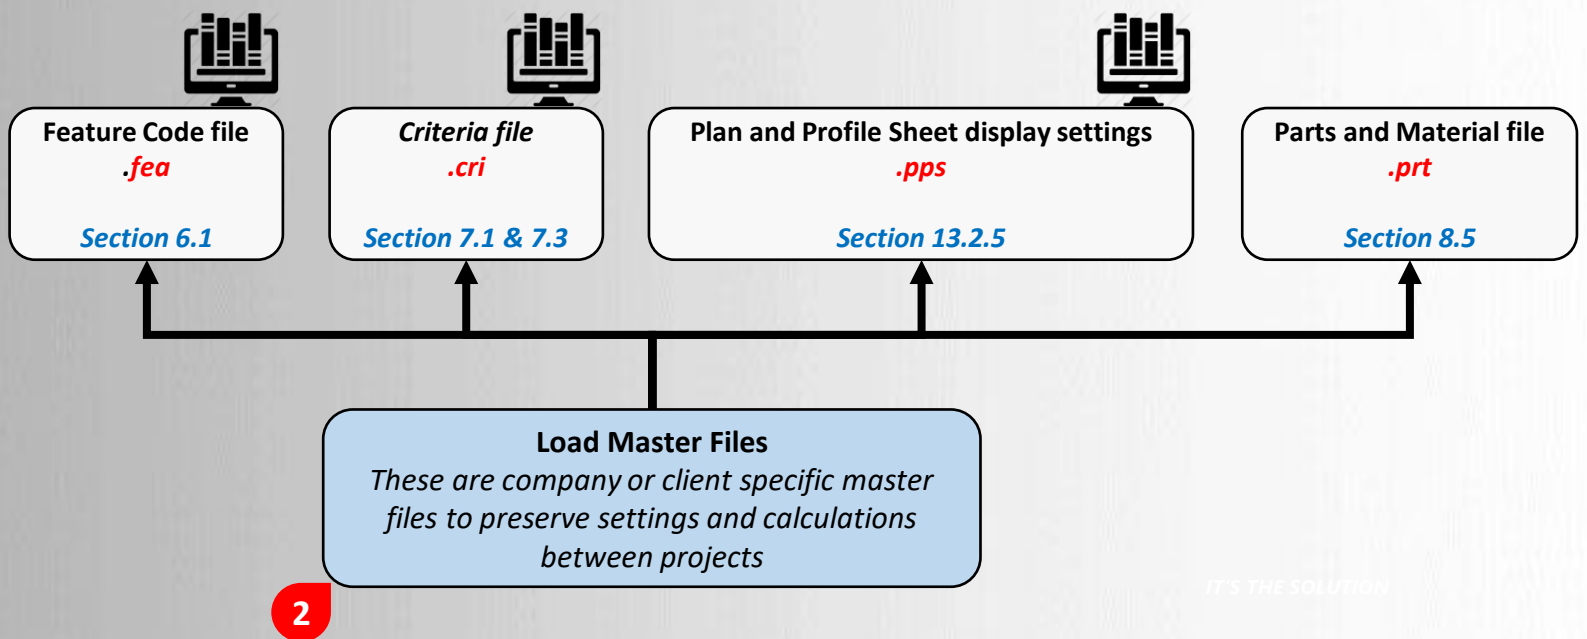 Feature Code file
.fea
Section 6.1
Criteria file
.cri
Section 7.1 & 7.3
Plan and Profile Sheet display settings
.pps
Section 13.2.5
Parts and Material file
.prt
Section 8.5
Load Master Files
These are company or client specific master
files to preserve settings and calculations
between projects
2
IT'S THE SOLUTION